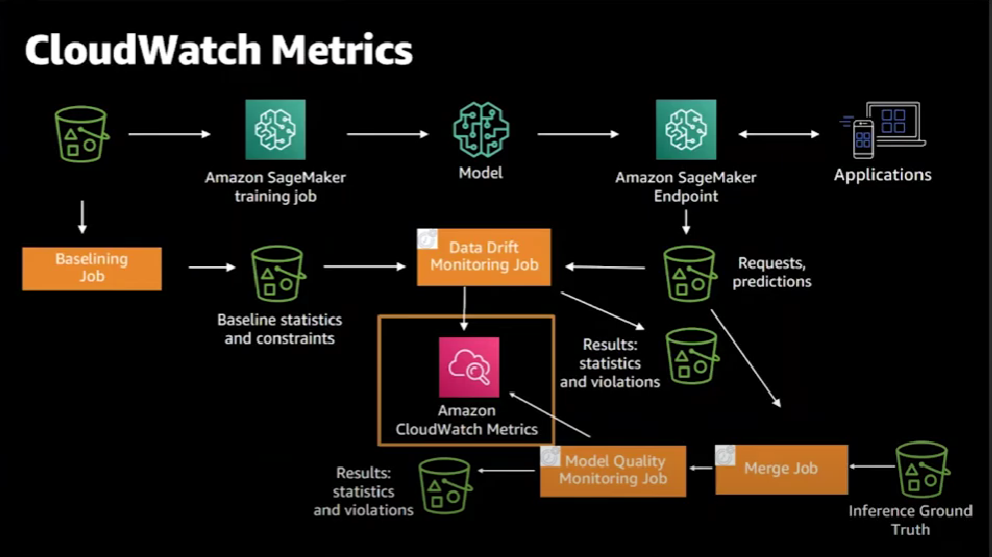 CloudWatch Metrics
Amazon SageMaker
training job
Model
Amazon SageMaker
Endpoint
Applications
Baselining
Job
Baseline statistics
and constraints
Data Drift
Monitoring Job
Requests,
predictions
Results:
statistics
and violations
Amazon
CloudWatch Metrics
Results:
statistics
and violations
Model Quality
Monitoring Job
Merge Job
Inference Ground
Truth